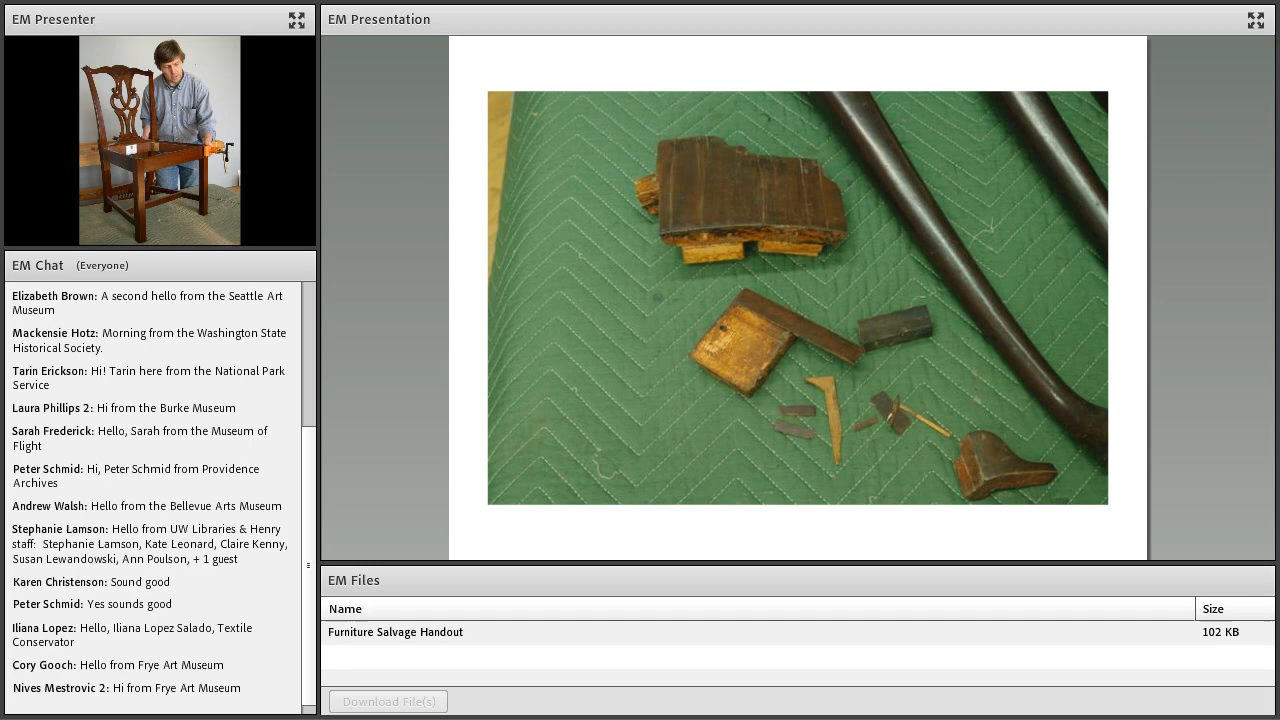 EM Presenter
EM Chat (Everyone)
Elizabeth Brown: A second hello from the Seattle Art
Museum
Mackensie Hotz: Morning from the Washington State
Historical Society.
Tarin Erickson: Hi! Tarin here from the National Park
Service
Laura Phillips 2: Hi from the Burke Museum
Sarah Frederick: Hello, Sarah from the Museum of
Flight
Peter Schmid: Hi, Peter Schmid from Providence
Archives
Andrew Walsh: Hello from the Bellevue Arts Museum
Stephanie Lamson: Hello from UW Libraries & Henry
staff: Stephanie Lamson, Kate Leonard, Claire Kenny,
Susan Lewandowski, Ann Poulson, + 1 guest
Karen Christenson: Sound good
Peter Schmid: Yes sounds good
Iliana Lopez: Hello, Iliana Lopez Salado, Textile
Conservator
Cory Gooch: Hello from Frye Art Museum
Nives Mestrovic 2: Hi from Frye Art Museum
EM Presentation
EM Files
Name Size
Furniture Salvage Handout 102 KB
Download File(s)